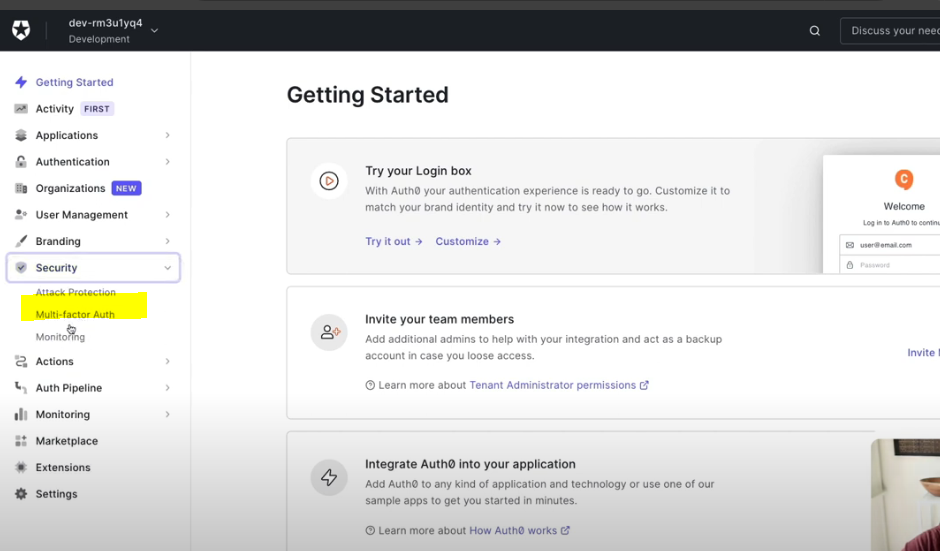 dev-rm3u1yq4
Development
Discuss your need
Getting Started
Activity FIRST
Applications
Authentication
Organizations NEW
User Management
Branding
Security
Attack Protection
Multi-factor Auth
Monitoring
Actions
Auth Pipeline
Monitoring
Marketplace
Extensions
Settings
Getting Started
Try your Login box
With Auth0 your authentication experience is ready to go. Customize it to
match your brand identity and try it now to see how it works.
Try it out → Customize →
Welcome
Log in to Auth0 to continu
user@email.com
Password
Invite your team members
Add additional admins to help with your integration and act as a backup
account in case you loose access.
Learn more about Tenant Administrator permissions
Invite
Integrate Auth0 into your application
Add Auth0 to any kind of application and technology or use one of our
sample apps to get you started in minutes.
Learn more about How Auth0 works